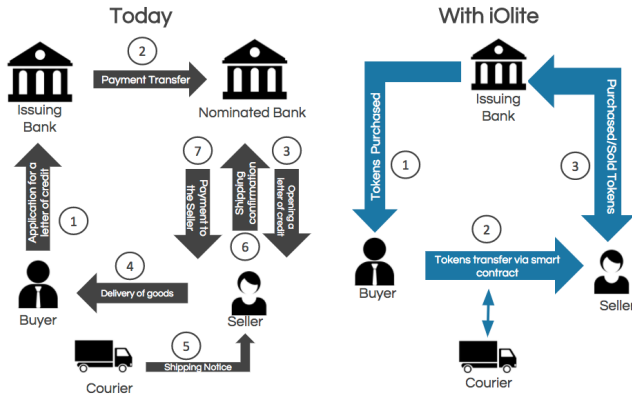 Today
With iOlite
2
Payment Transfer
Issuing
Bank
Nominated Bank
Application for a
letter of credit
1
7
3
Payment to
the Seller
Shipping
confirmation
Opening a
letter of credit
6
4
Delivery of goods
Buyer
Seller
5
Shipping Notice
Courier
Issuing
Bank
Tokens Purchased
1
Purchased/Sold Tokens
3
2
Tokens transfer via smart
contract
Buyer
Seller
Courier